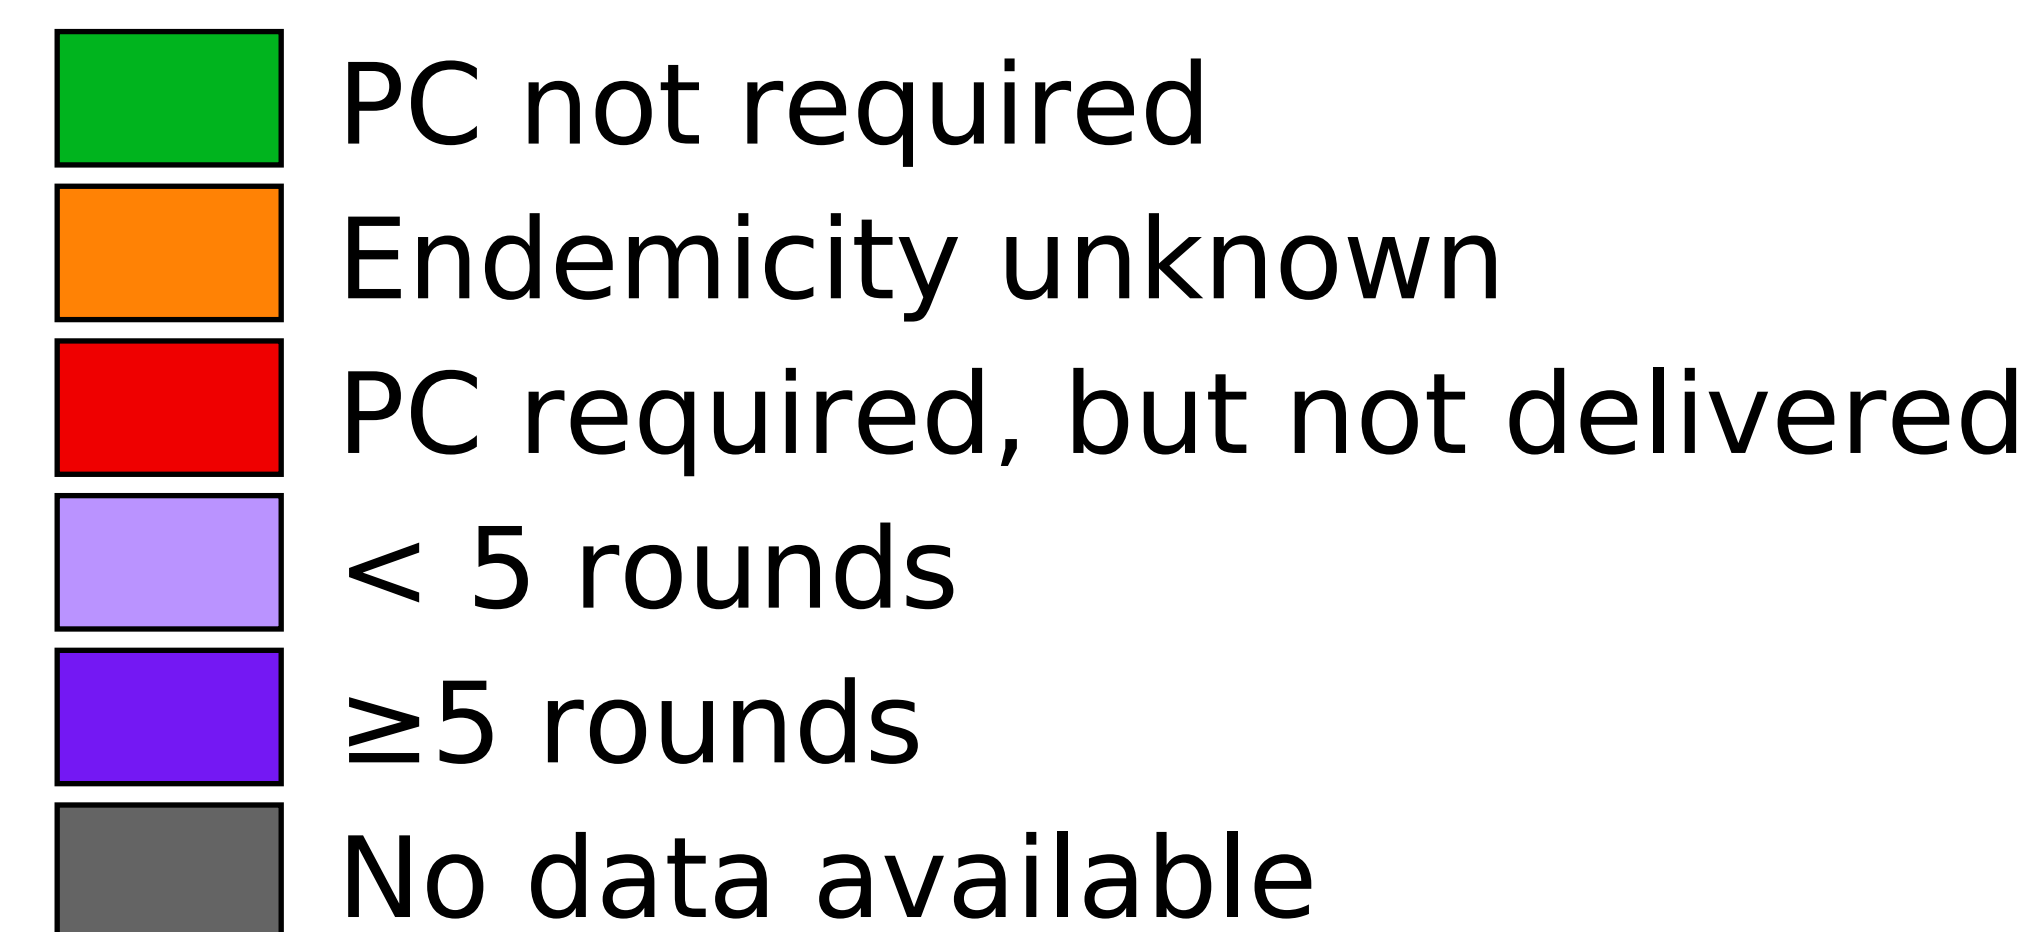 PC not required
Endemicity unknown
PC required, but not delivered
< 5 rounds
≥5 rounds
No data available